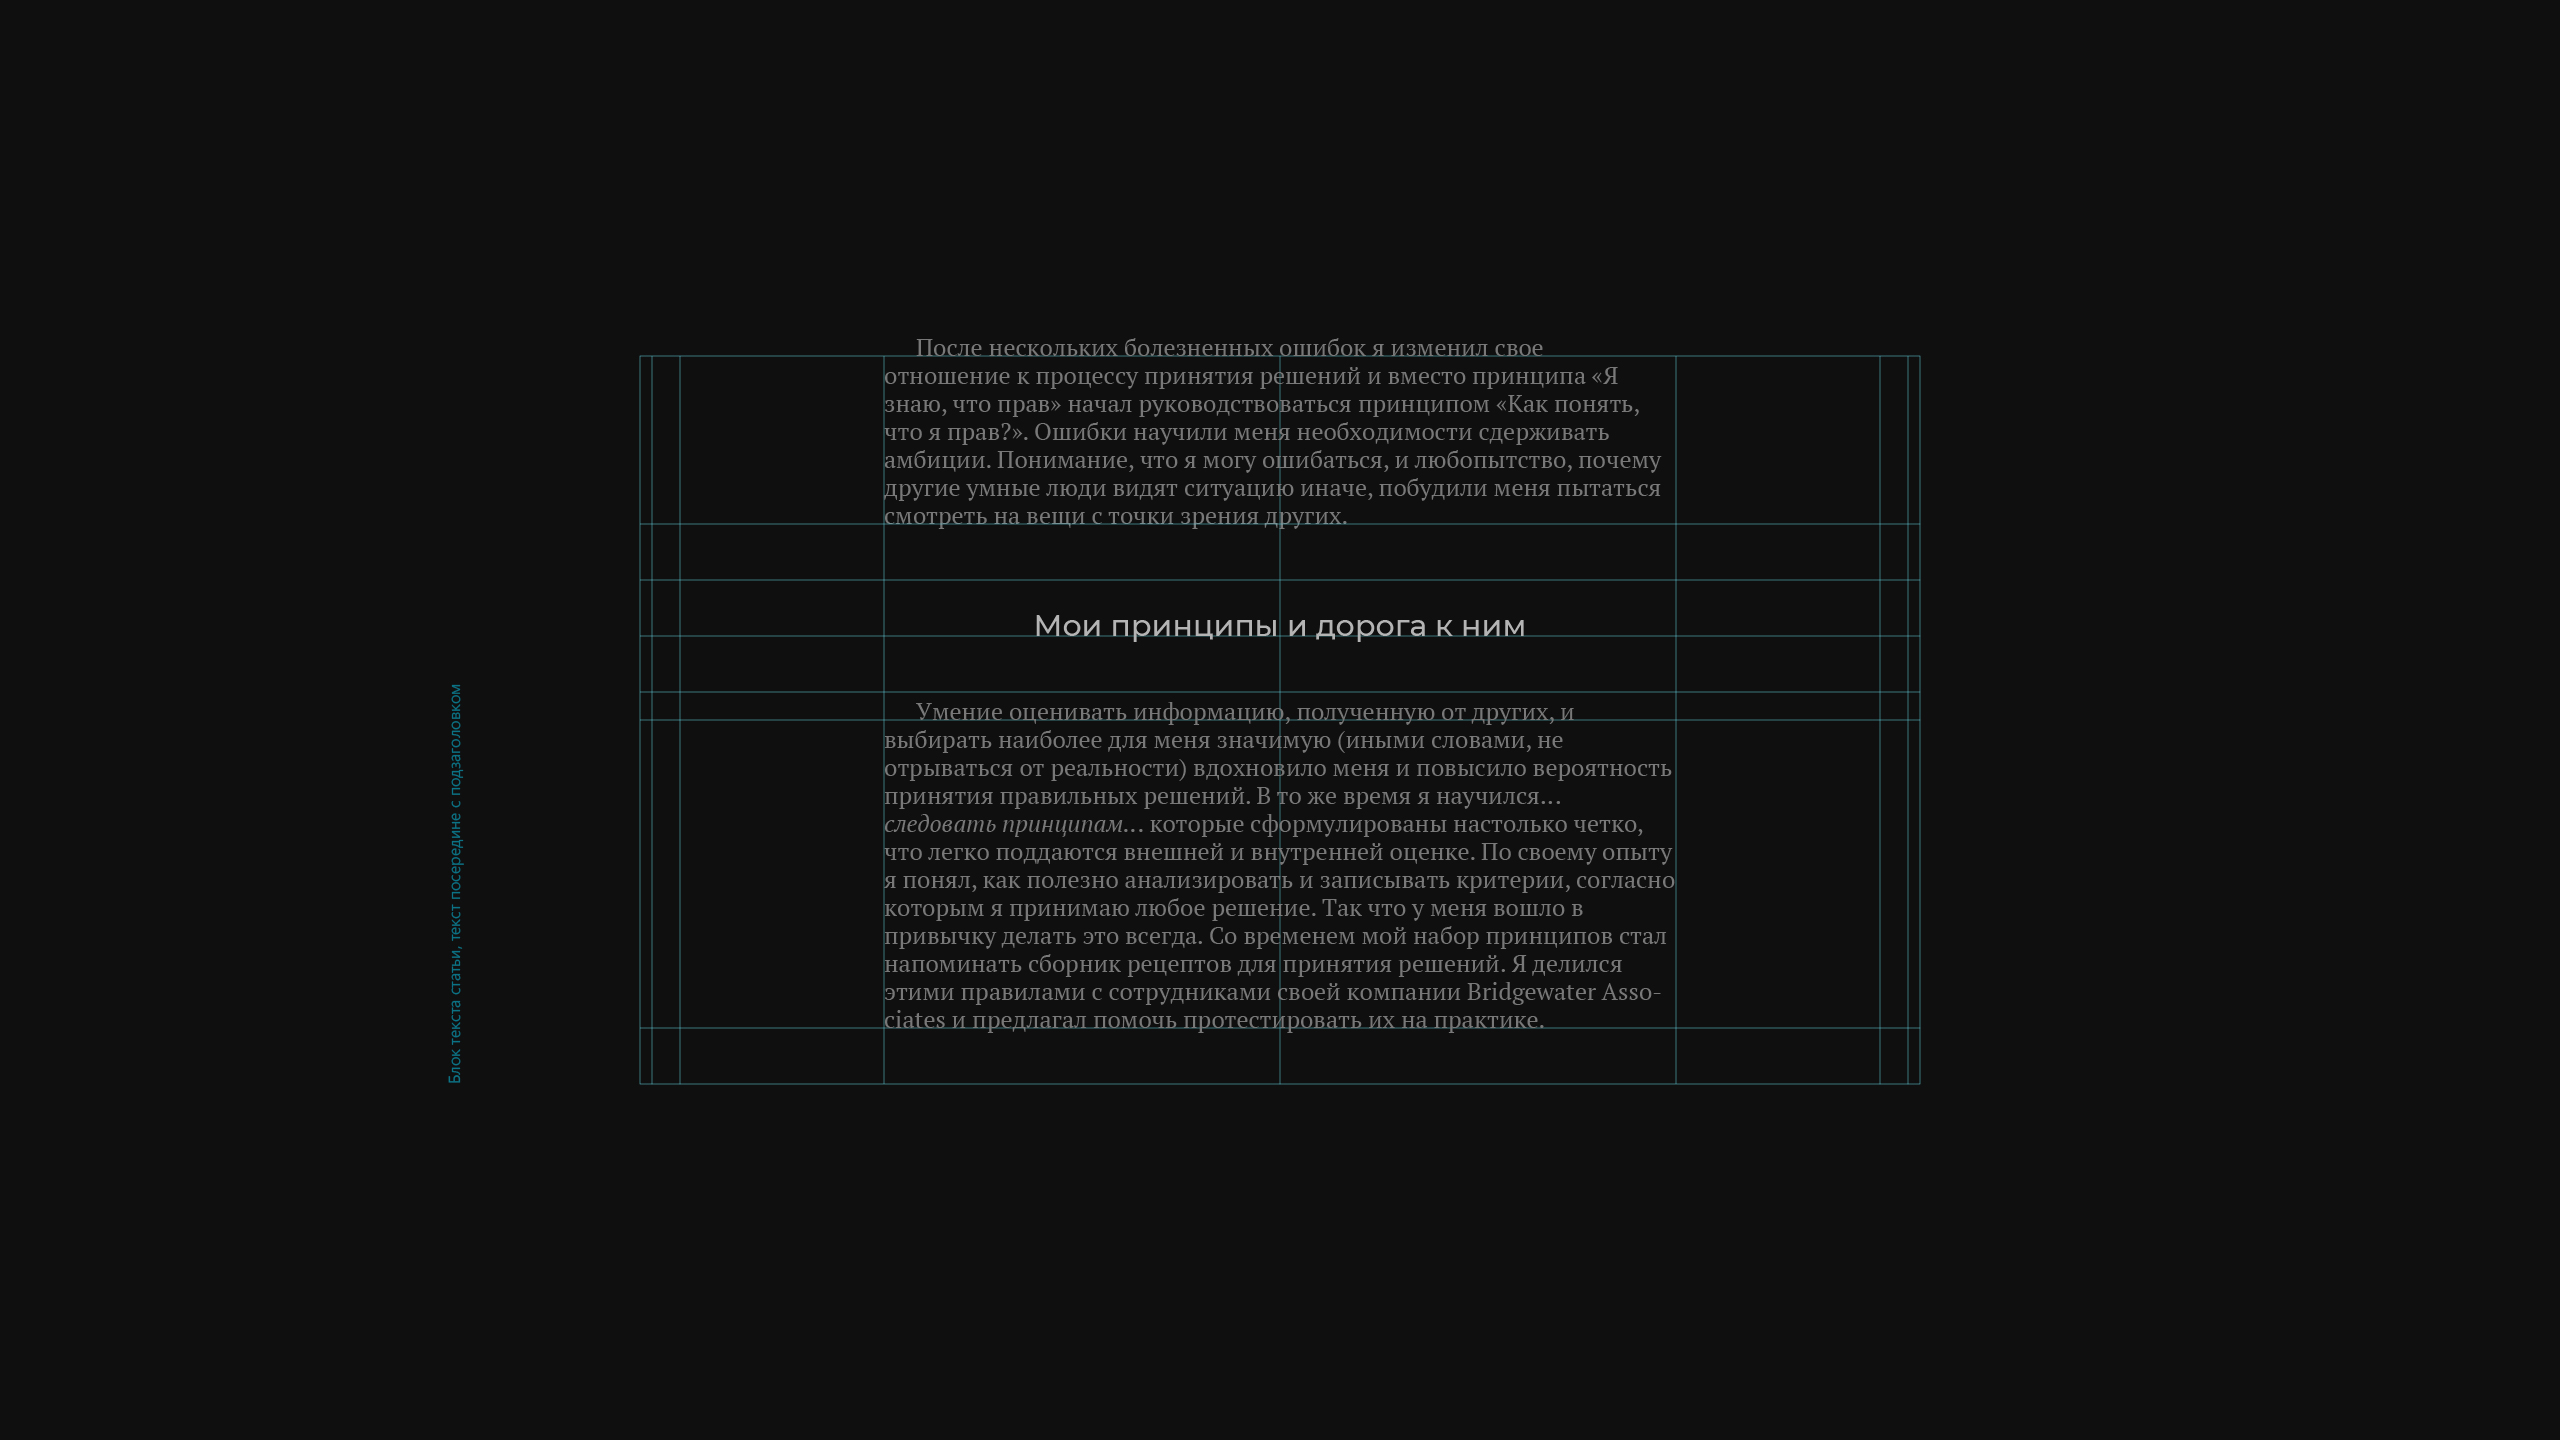 После нескольких болезненных ошибок я изменил свое
отношение к процессу принятия решений и вместо принципа «Я
знаю, что прав» начал руководствоваться принципом «Как понять,
что я прав?». Ошибки научили меня необходимости сдерживать
амбиции. Понимание, что я могу ошибаться, и любопытство, почему
другие умные люди видят ситуацию иначе, побудили меня пытаться
смотреть на вещи с точки зрения других.
Мои принципы и дорога к ним
Умение оценивать информацию, полученную от других, и
выбирать наиболее для меня значимую (иными словами, не
отрываться от реальности) вдохновило меня и повысило вероятность
принятия правильных решений. В то же время я научился…
следовать принципам… которые сформулированы настолько четко,
что легко поддаются внешней и внутренней оценке. По своему опыту
я понял, как полезно анализировать и записывать критерии, согласно
которым я принимаю любое решение. Так что у меня вошло в
привычку делать это всегда. Со временем мой набор принципов стал
напоминать сборник рецептов для принятия решений. Я делился
этими правилами с сотрудниками своей компании Bridgewater Asso-
ciates и предлагал помочь протестировать их на практике.
Блок текста статьи, текст посередине с подзаголовком